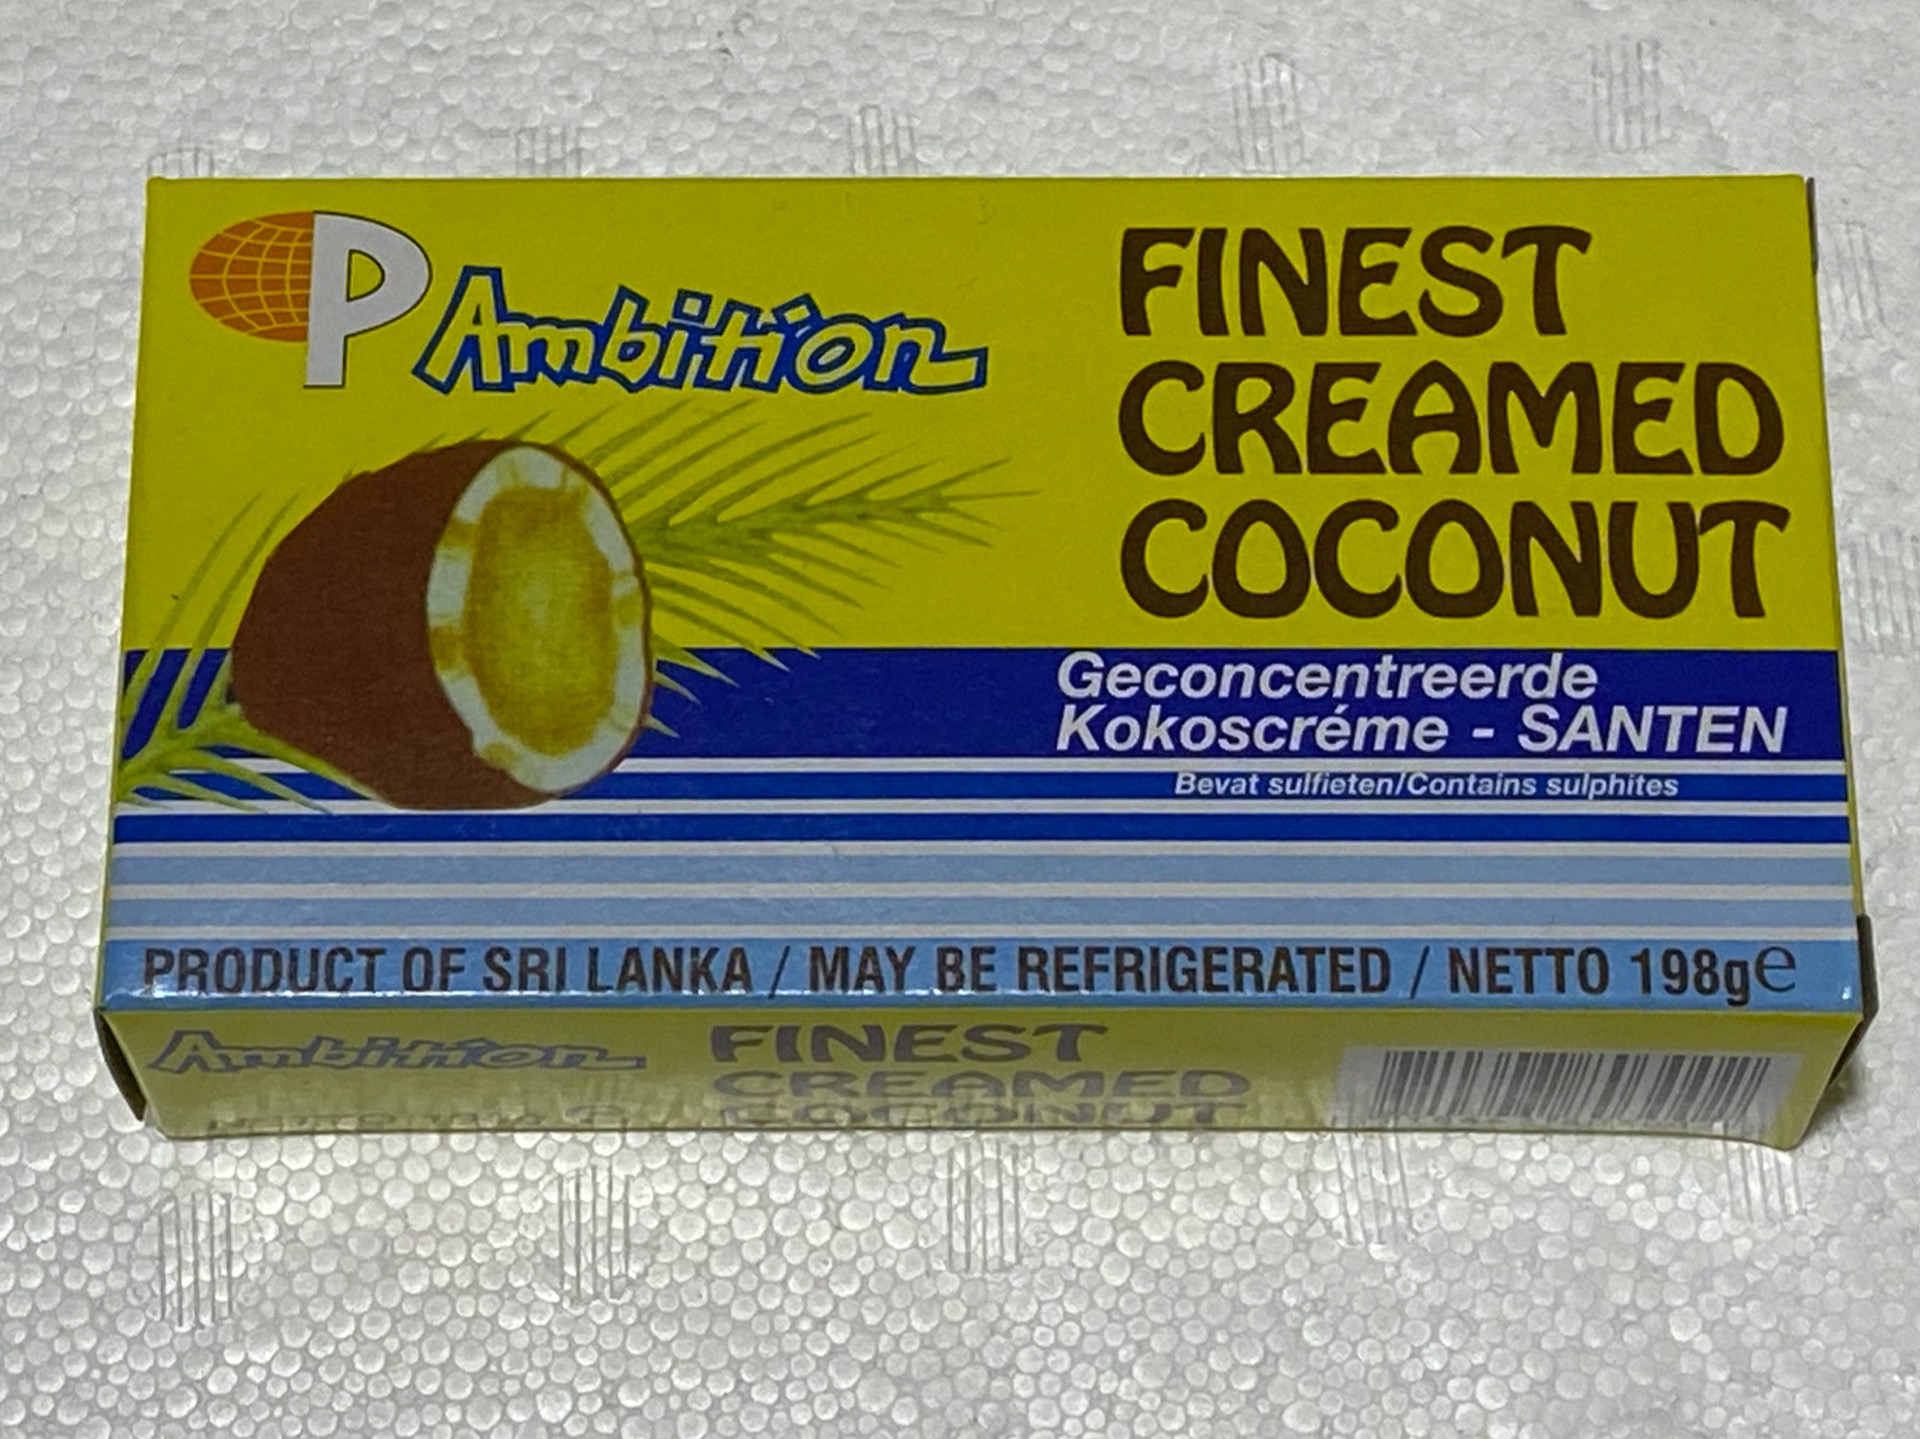 P Ambition
FINEST
CREAMED
COCONUT
Geconcentreerde
Kokoscréme - SANTEN
Bevat sulfieten/Contains sulphites
PRODUCT OF SRI LANKA / MAY BE REFRIGERATED / NETTO 198g℮
Ambition
FINEST
CREAMED
COCONUT